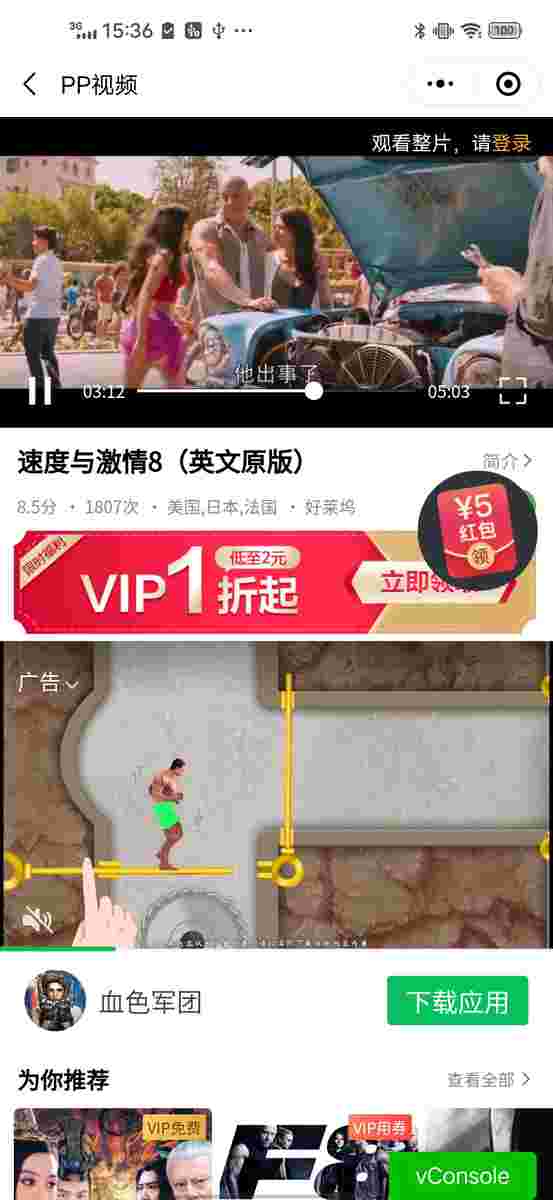 3G 15:36 100
PP视频
观看整片，请登录
他出事了
03:12 05:03
速度与激情8（英文原版）
简介
8.5分 · 1807次 · 美国,日本,法国 · 好莱坞
¥5
红包
领
限时福利
VIP1折起
低至2元
立即领取
广告
血色军团
下载应用
为你推荐
查看全部
VIP免费
VIP用券
F8
vConsole